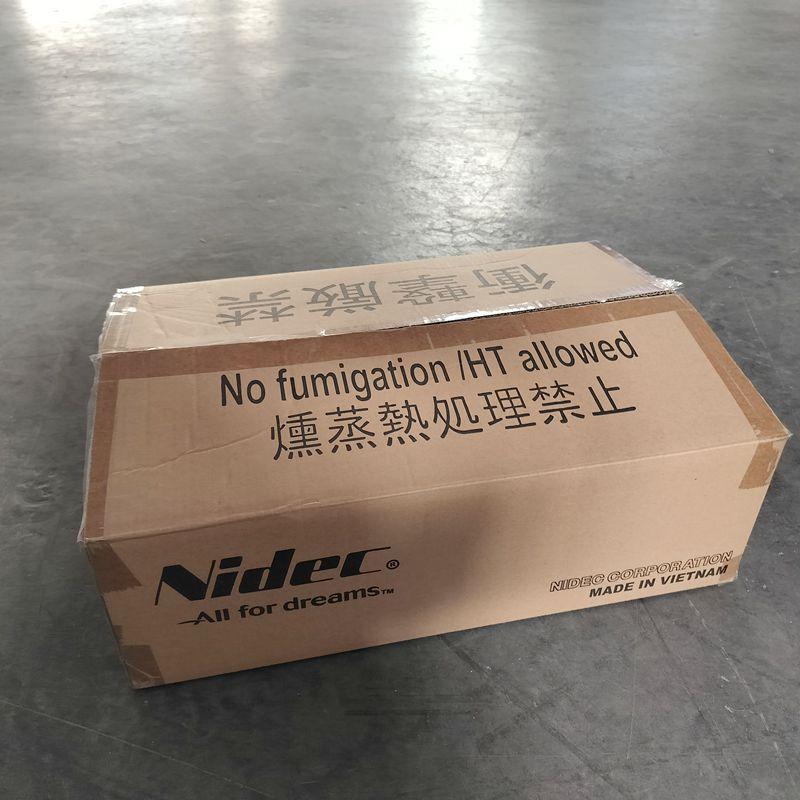 衝撃厳禁
No fumigation /HT allowed
燻蒸熱処理禁止
Nidec®
All for dreams™
NIDEC CORPORATION
MADE IN VIETNAM